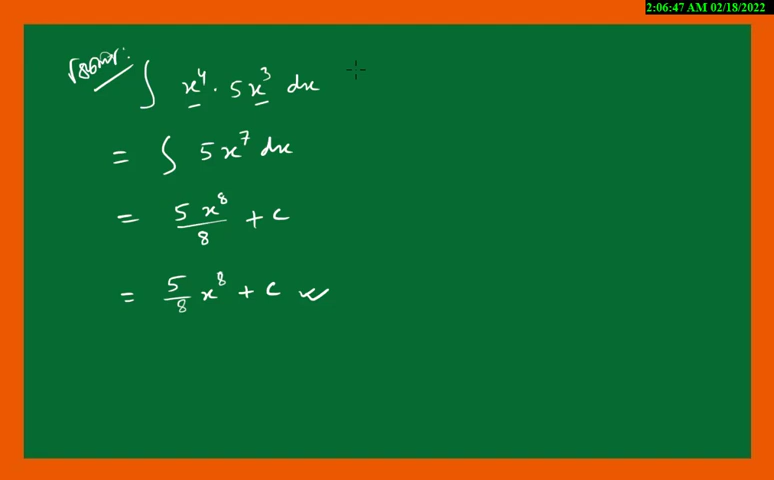 2:06:47 AM 02/18/2022
∫ x⁴ · 5x³ dx
= ∫ 5x⁷ dx
= 5x⁸/8 + c
= 5/8 x⁸ + c